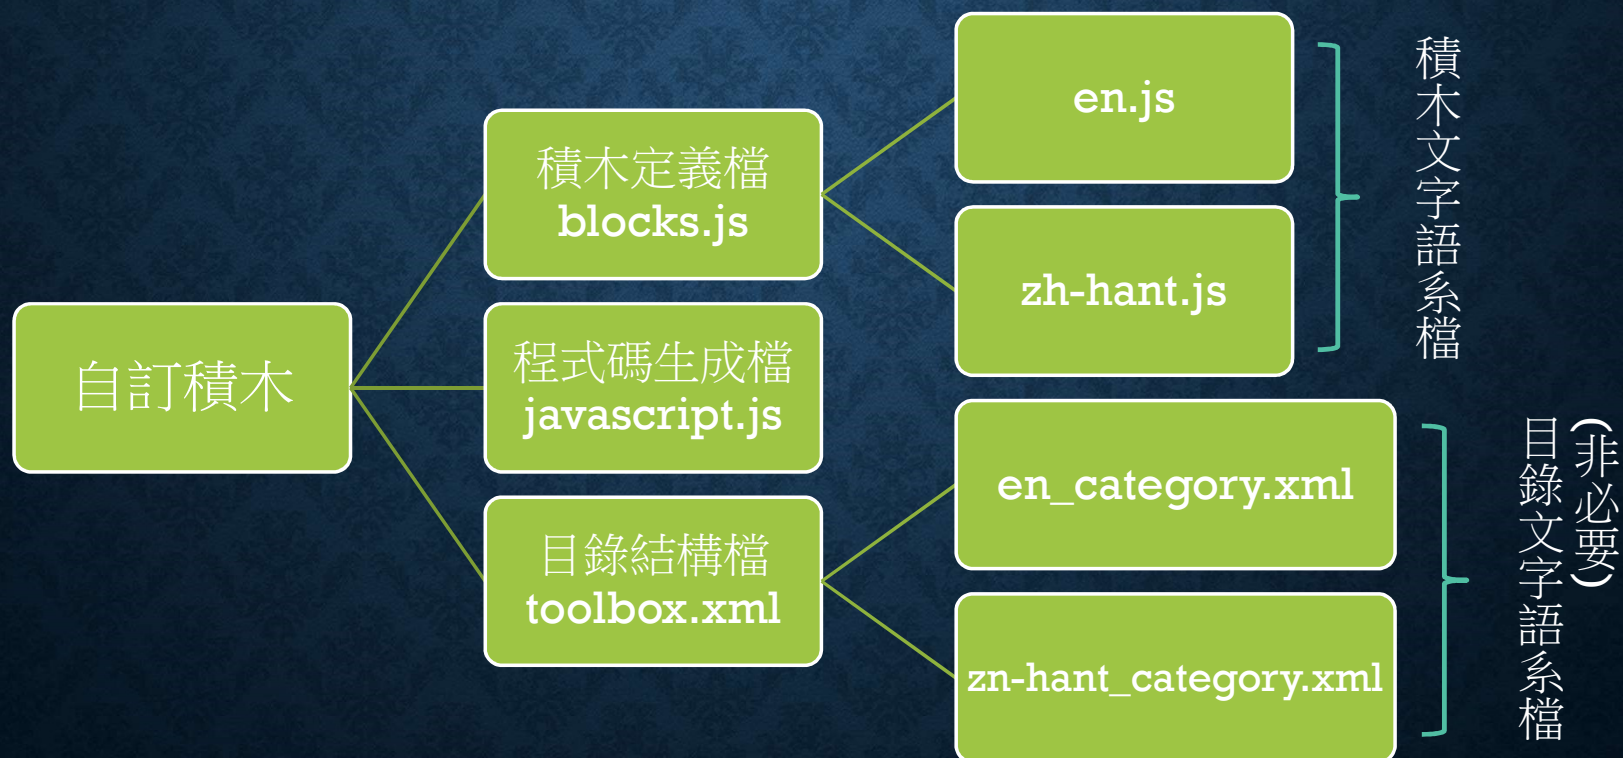 自訂積木
積木定義檔
blocks.js
程式碼生成檔
javascript.js
目錄結構檔
toolbox.xml
en.js
zh-hant.js
積木文字語系檔
en_category.xml
zn-hant_category.xml
(非必要)
目錄文字語系檔